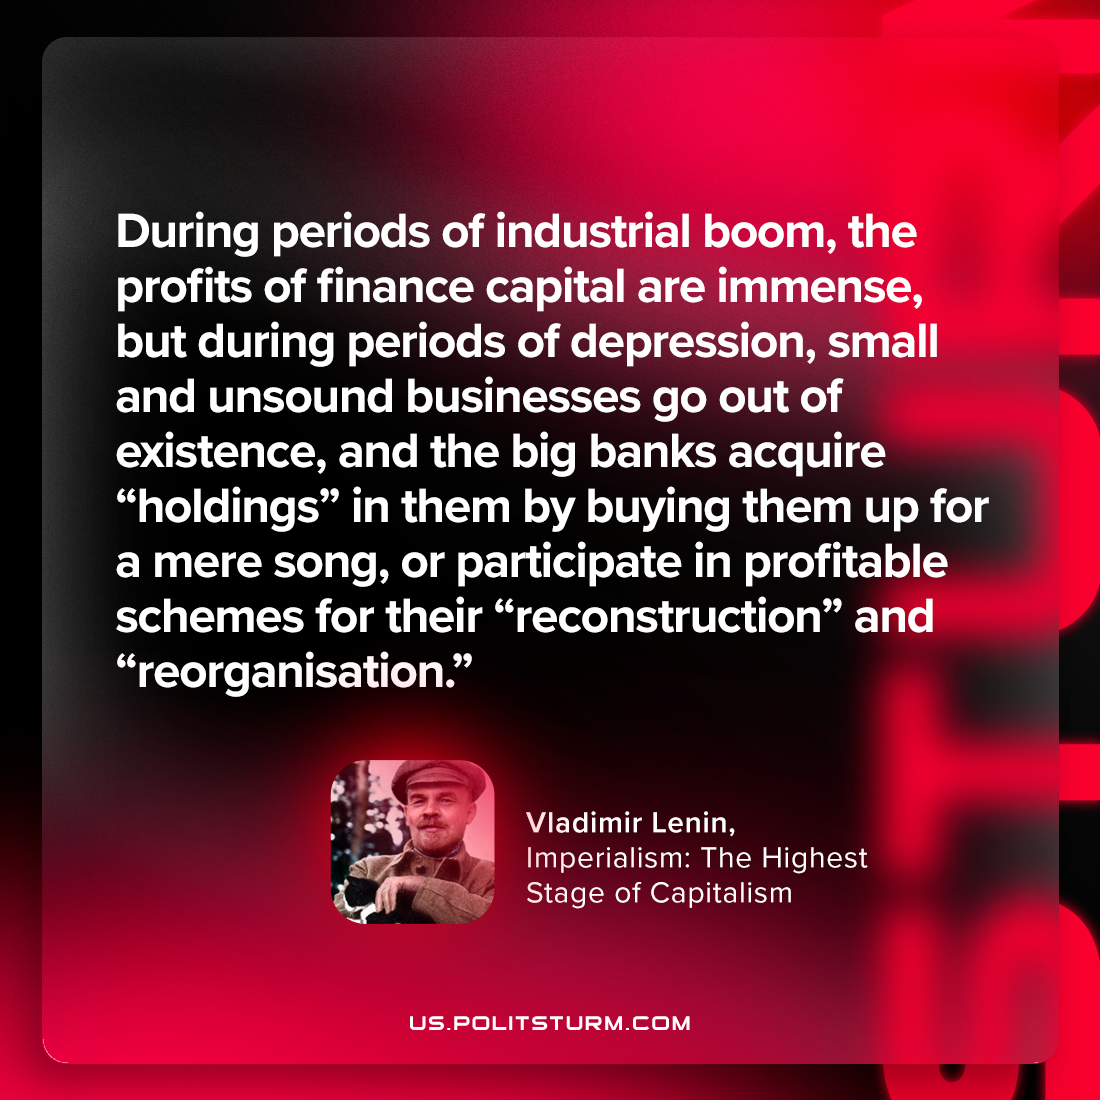 During periods of industrial boom, the
profits of finance capital are immense,
but during periods of depression, small
and unsound businesses go out of
existence, and the big banks acquire
“holdings” in them by buying them up for
a mere song, or participate in profitable
schemes for their “reconstruction” and
“reorganisation.”
Vladimir Lenin,
Imperialism: The Highest
Stage of Capitalism
US.POLITSTURM.COM